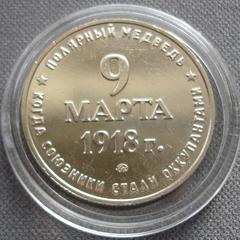 ПОЛЯРНЫЙ МЕДВЕДЬ
9
МАРТА
1918 г.
КОГДА СОЮЗНИКИ СТАЛИ ОККУПАНТАМИ